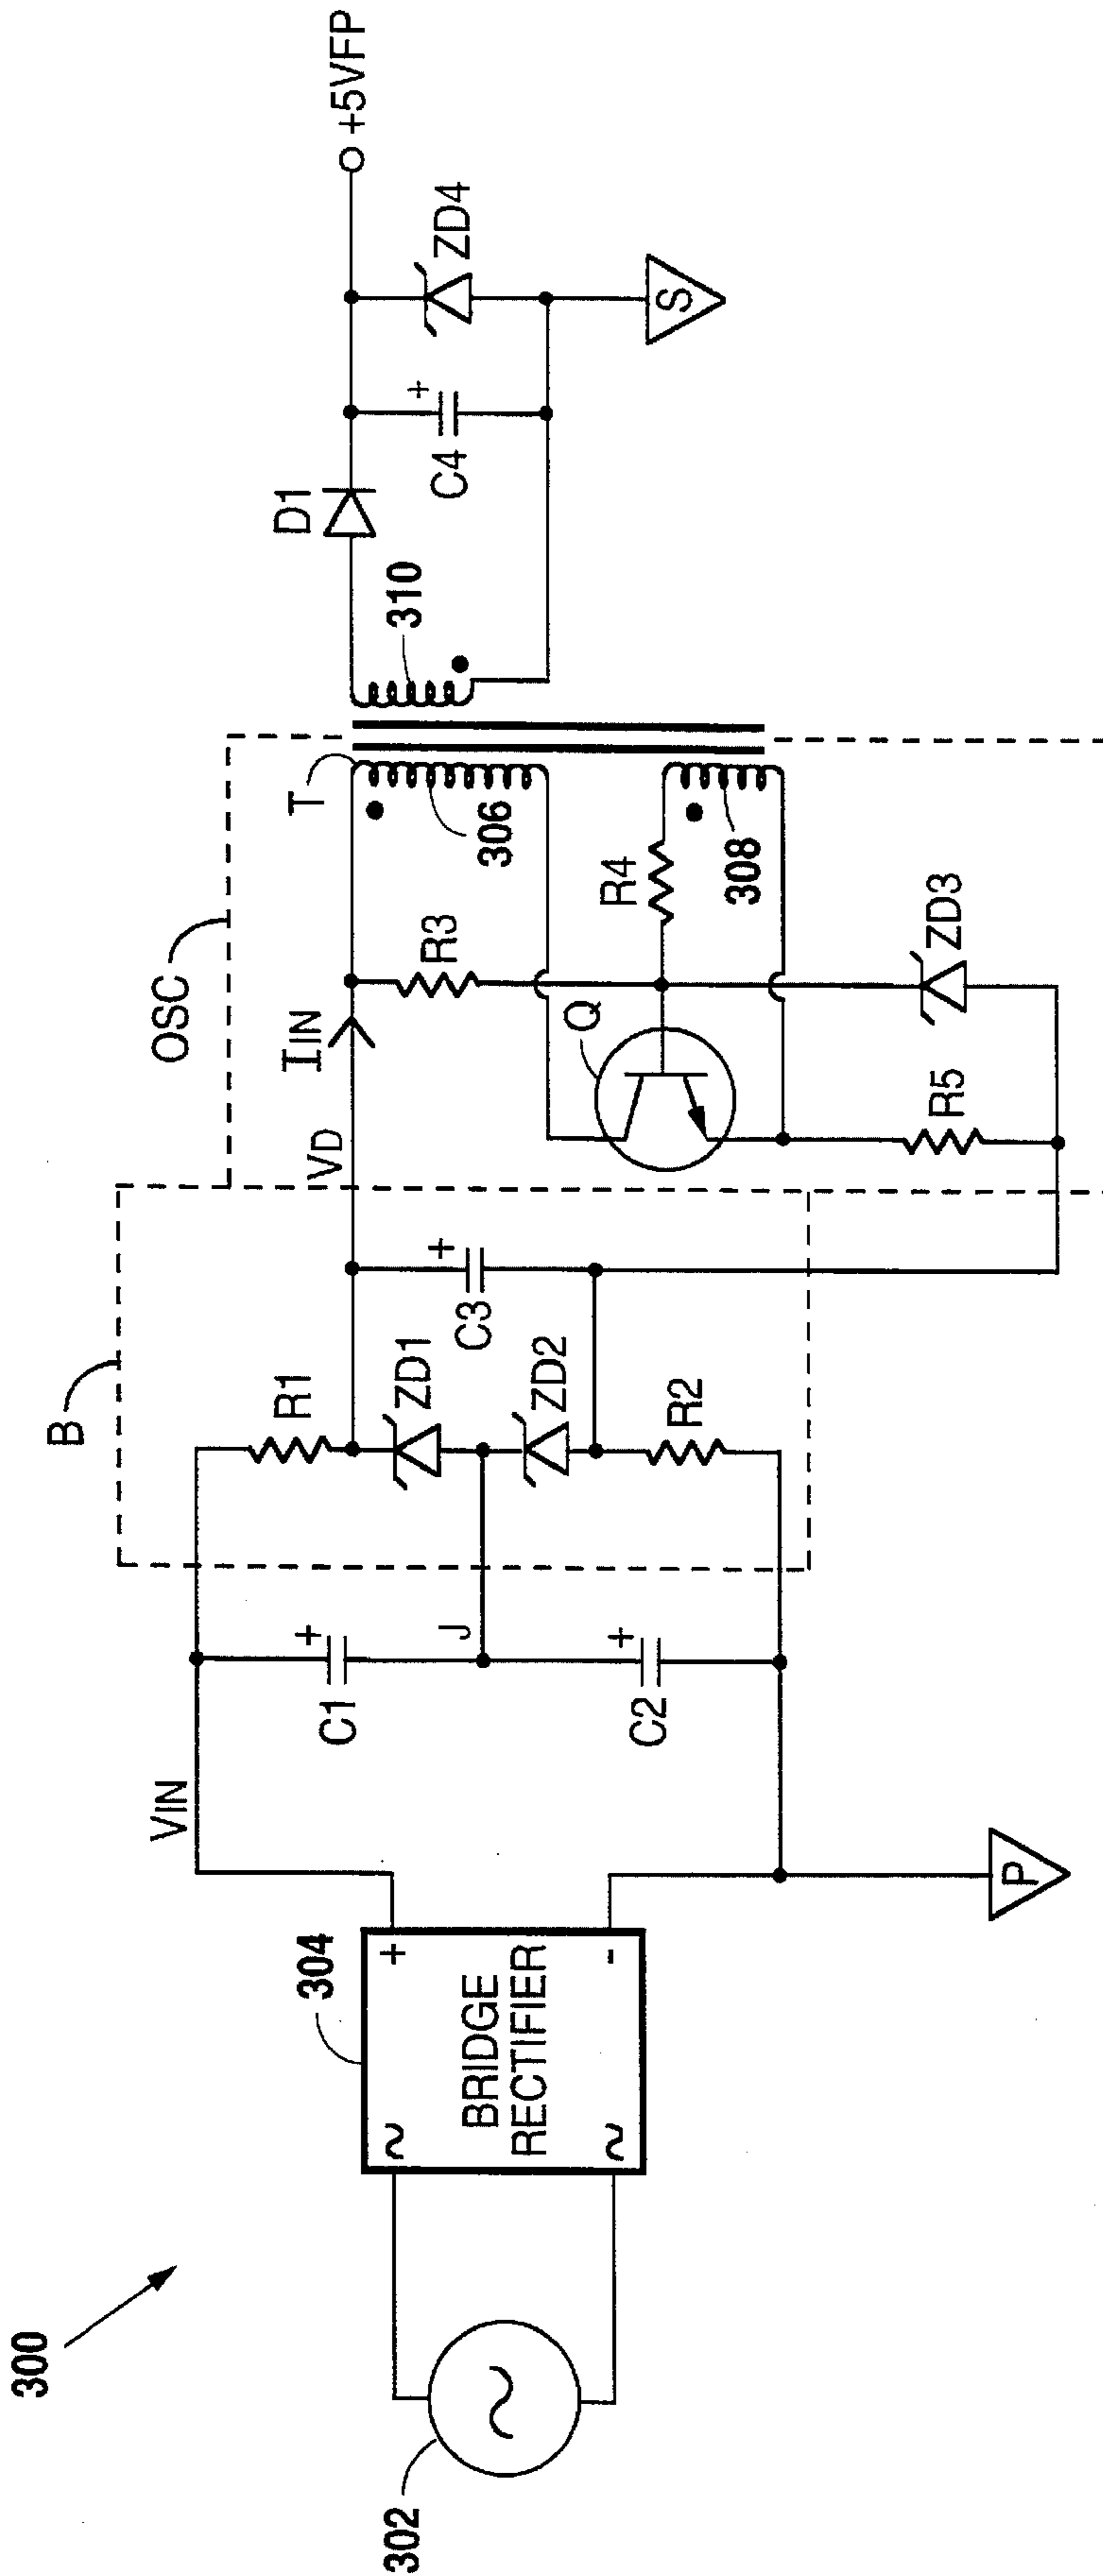 300
302
304
BRIDGE
RECTIFIER
+
-
P
VIN
C1
+
C2
+
J
B
R1
ZD1
ZD2
R2
C3
+
VD
IIN
OSC
R3
Q
R4
R5
ZD3
T
306
308
310
D1
C4
+
ZD4
S
+5VFP